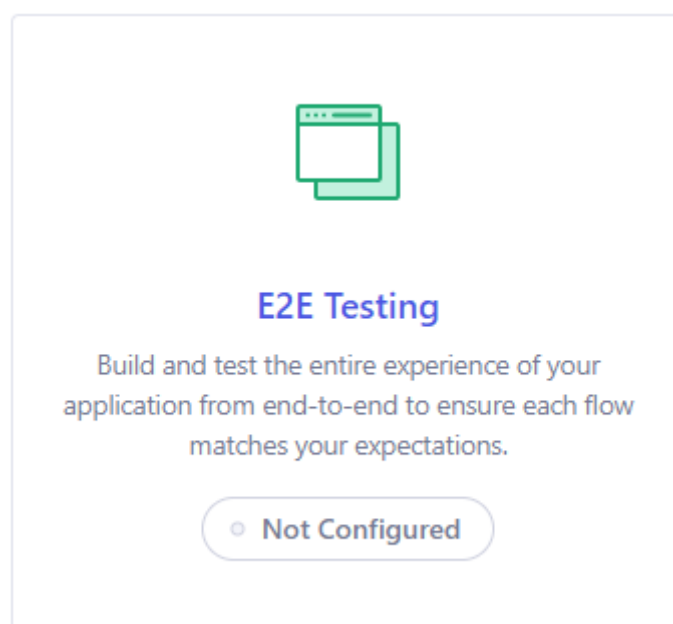 E2E Testing
Build and test the entire experience of your
application from end-to-end to ensure each flow
matches your expectations.
Not Configured